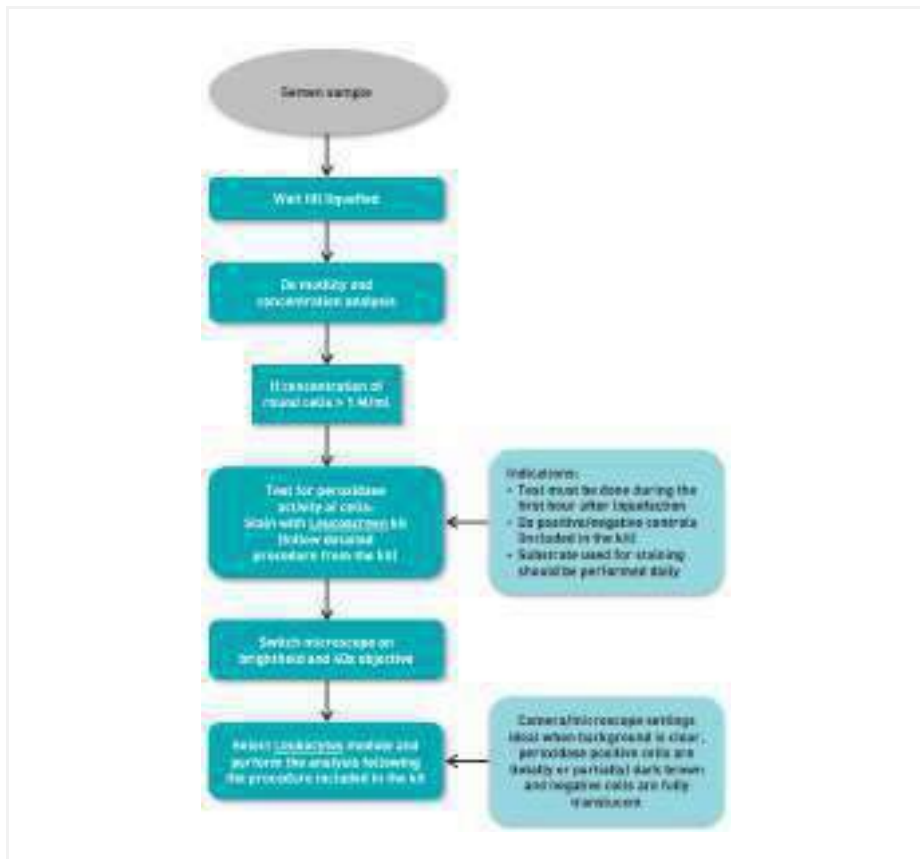 Semen sample
Wait till liquefied
Do motility and
concentration analysis
If concentration of
round cells > 1 M/ml
Test for peroxidase
activity of cells:
Stain with Leucoscreen kit
(follow detailed
procedure from the kit)
Indications:
• Test must be done during the
first hour after liquefaction
• Do positive/negative controls
(included in the kit)
• Substrate used for staining
should be performed daily
Switch microscope on
brightfield and 40x objective
Select Leukocytes module and
perform the analysis following
the procedure included in the kit
Camera/microscope settings
ideal when background is clear,
peroxidase positive cells are
(totally or partially) dark brown
and negative cells are fully
translucent